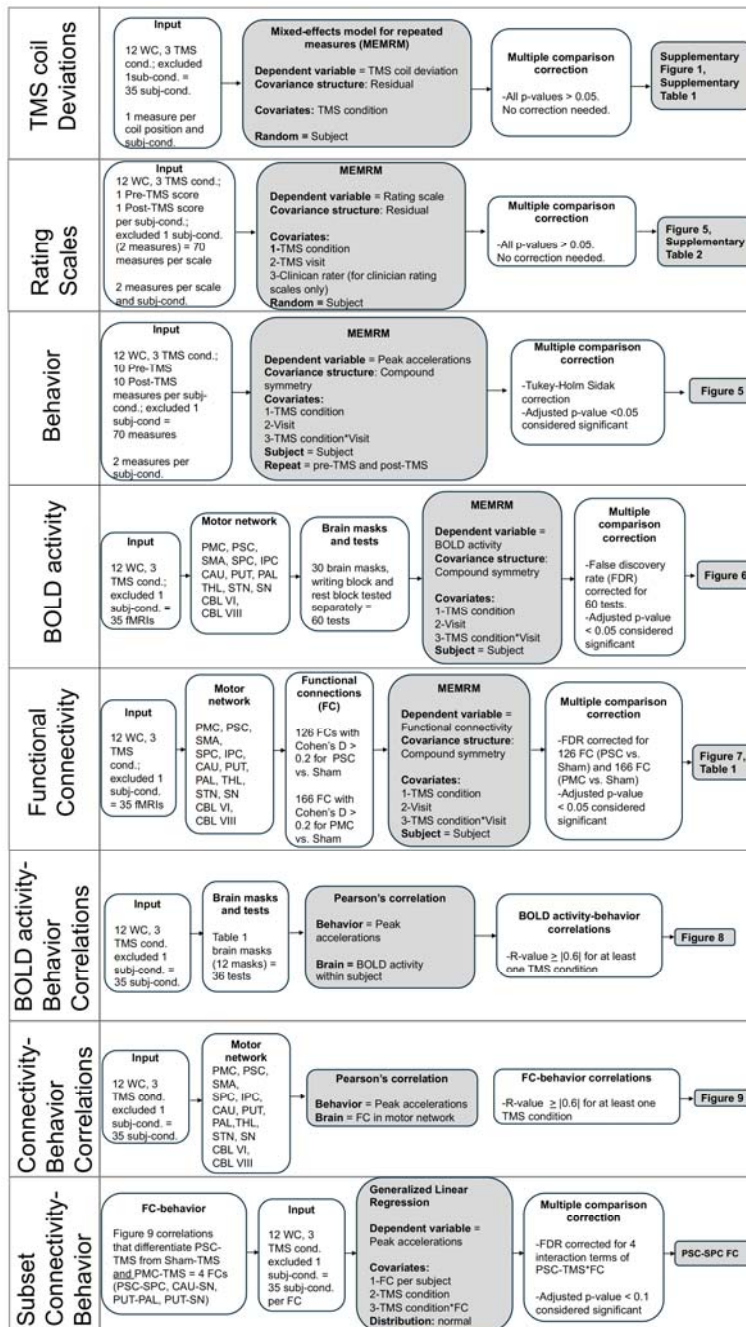 TMS coil
Deviations
Input
12 WC, 3 TMS
cond.; excluded
1sub-cond. =
35 subj-cond.
1 measure per
coil position and
subj-cond.
Mixed-effects model for repeated
measures (MEMRM)
Dependent variable = TMS coil deviation
Covariance structure: Residual
Covariates: TMS condition
Random = Subject
Multiple comparison
correction
-All p-values > 0.05.
No correction needed.
Supplementary
Figure 1,
Supplementary
Table 1
Rating
Scales
Input
12 WC, 3 TMS cond.;
1 Pre-TMS score
1 Post-TMS score
per subj-cond.;
excluded 1 subj-cond.
(2 measures) = 70
measures per scale
2 measures per scale
and subj-cond.
MEMRM
Dependent variable = Rating scale
Covariance structure: Residual
Covariates:
1-TMS condition
2-TMS visit
3-Clinican rater (for clinician rating
scales only)
Random = Subject
Multiple comparison
correction
-All p-values > 0.05.
No correction needed.
Figure 5,
Supplementary
Table 2
Behavior
Input
12 WC, 3 TMS cond.;
10 Pre-TMS
10 Post-TMS
measures per subj-
cond.; excluded 1
subj-cond =
70 measures
2 measures per
subj-cond.
MEMRM
Dependent variable = Peak accelerations
Covariance structure: Compound
symmetry
Covariates:
1-TMS condition
2-Visit
3-TMS condition*Visit
Subject = Subject
Repeat = pre-TMS and post-TMS
Multiple comparison
correction
-Tukey-Holm Sidak
correction
-Adjusted p-value <0.05
considered significant
Figure 5
BOLD activity
Input
12 WC, 3
TMS cond.;
excluded 1
subj-cond. =
35 fMRIs
Motor network
PMC, PSC,
SMA, SPC, IPC
CAU, PUT, PAL
THL, STN, SN
CBL VI,
CBL VIII
Brain masks
and tests
30 brain masks,
writing block and
rest block tested
separately =
60 tests
MEMRM
Dependent variable =
BOLD activity
Covariance structure:
Compound symmetry
Covariates:
1-TMS condition
2-Visit
3-TMS condition*Visit
Subject = Subject
Multiple
comparison
correction
-False discovery
rate (FDR)
corrected for
60 tests.
-Adjusted p-value
< 0.05 considered
significant
Figure 6
Functional
Connectivity
Input
12 WC, 3
TMS
cond.;
excluded 1
subj-cond.
= 35 fMRIs
Motor
network
PMC, PSC,
SMA,
SPC, IPC,
CAU, PUT,
PAL, THL,
STN, SN
CBL VI,
CBL VIII
Functional
connections
(FC)
126 FCs with
Cohen's D >
0.2 for PSC
vs. Sham
166 FC with
Cohen's D >
0.2 for PMC
vs. Sham
MEMRM
Dependent variable =
Functional connectivity
Covariance structure:
Compound symmetry
Covariates:
1-TMS condition
2-Visit
3-TMS condition*Visit
Subject = Subject
Multiple comparison
correction
-FDR corrected for
126 FC (PSC vs.
Sham) and 166 FC
(PMC vs. Sham)
-Adjusted p-value
< 0.05 considered
significant
Figure 7,
Table 1
BOLD activity-
Behavior
Correlations
Input
12 WC, 3
TMS cond.
excluded 1
subj-cond. =
35 subj-cond.
Brain masks
and tests
Table 1
brain masks
(12 masks) =
36 tests
Pearson's correlation
Behavior = Peak
accelerations
Brain = BOLD activity
within subject
BOLD activity-behavior
correlations
-R-value ≥ |0.6| for at least
one TMS condition
Figure 8
Connectivity-
Behavior
Correlations
Input
12 WC, 3
TMS cond.
excluded 1
subj-cond. =
35 subj-cond.
Motor
network
PMC, PSC,
SMA,
SPC, IPC,
CAU, PUT,
PAL,THL,
STN, SN
CBL VI,
CBL VIII
Pearson's correlation
Behavior = Peak accelerations
Brain = FC in motor network
FC-behavior correlations
-R-value ≥ |0.6| for at least one
TMS condition
Figure 9
Subset
Connectivity-
Behavior
FC-behavior
Figure 9 correlations
that differentiate PSC-
TMS from Sham-TMS
and PMC-TMS = 4 FCs
(PSC-SPC, CAU-SN,
PUT-PAL, PUT-SN)
Input
12 WC, 3
TMS cond.
excluded 1
subj-cond. =
35 subj-cond.
per FC
Generalized Linear
Regression
Dependent variable =
Peak accelerations
Covariates:
1-FC per subject
2-TMS condition
3-TMS condition*FC
Distribution: normal
Multiple comparison
correction
-FDR corrected for 4
interaction terms of
PSC-TMS*FC
-Adjusted p-value < 0.1
considered significant
PSC-SPC FC